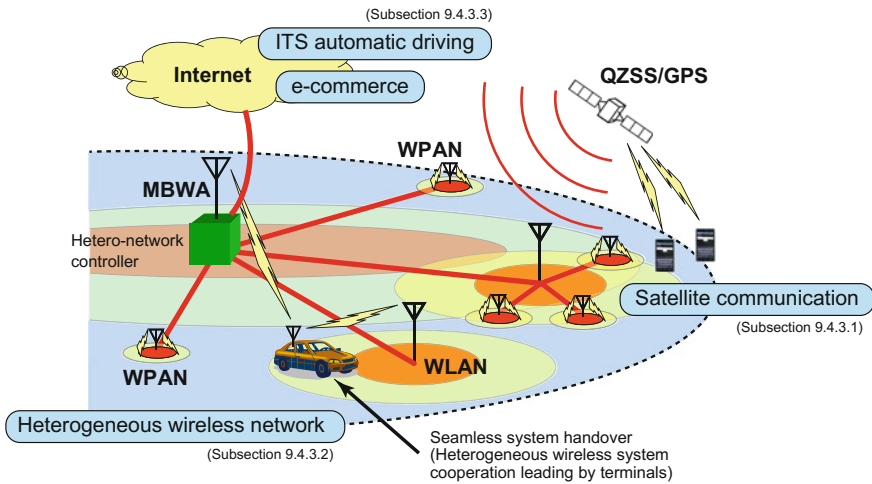 (Subsection 9.4.3.3)
ITS automatic driving
Internet
e-commerce
QZSS/GPS
WPAN
MBWA
Hetero-network
controller
Satellite communication
(Subsection 9.4.3.1)
WPAN
WLAN
Heterogeneous wireless network
(Subsection 9.4.3.2)
Seamless system handover
(Heterogeneous wireless system
cooperation leading by terminals)